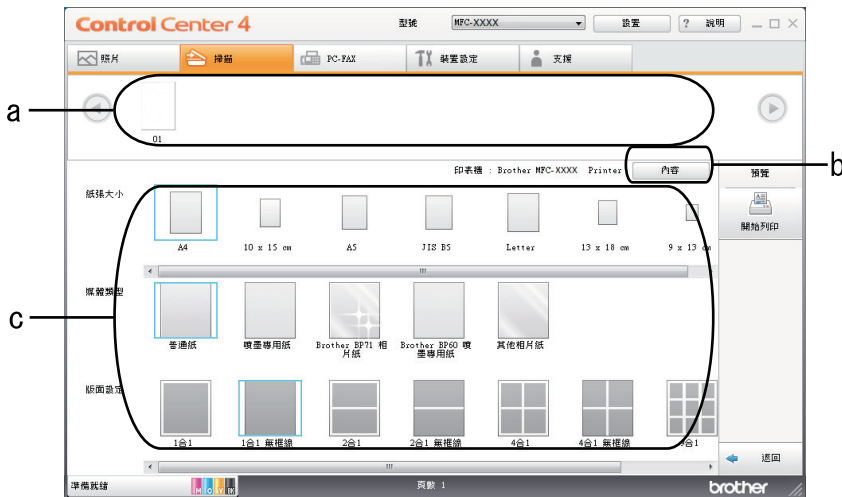 Control Center 4 型號 MFC-XXXX 設置 ? 說明
照片 掃描 PC-FAX 裝置設定 支援
a
01
b
印表機 : Brother MFC-XXXX Printer 內容 預覽
紙張大小
開始列印
A4 10 x 15 cm A5 JIS B5 Letter 13 x 18 cm 9 x 13 cm
c
媒體類型
普通紙 噴墨專用紙 Brother BP71 相片紙 Brother BP60 噴墨專用紙 其他相片紙
版面設定
1合1 1合1 無框線 2合1 2合1 無框線 4合1 4合1 無框線 9合1
返回
準備就緒 M C Y BK 頁數 1 brother